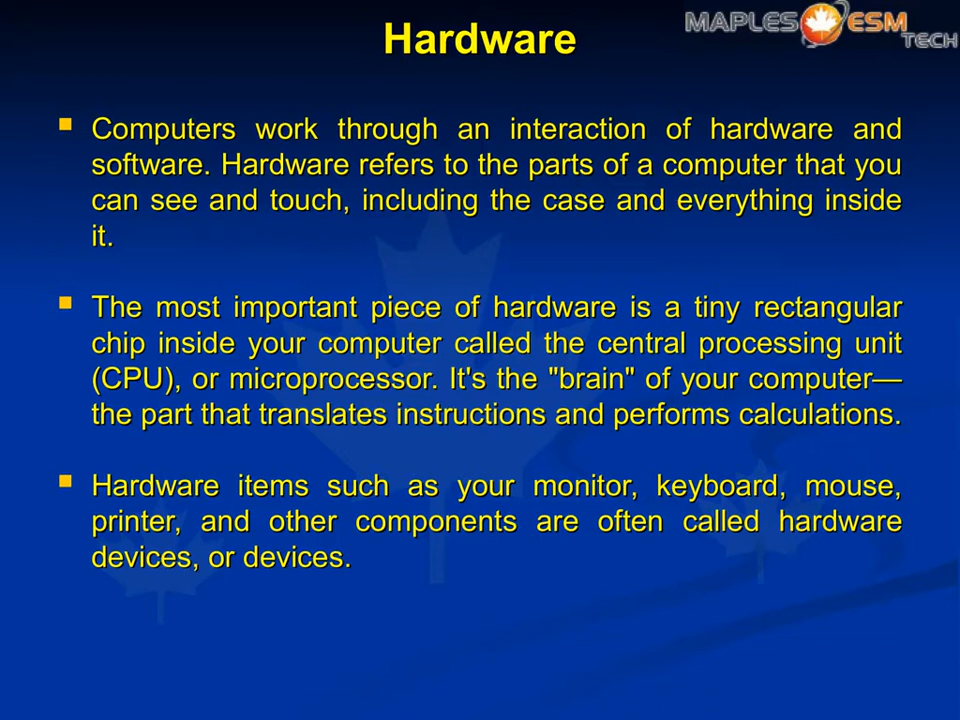 Hardware
MAPLES ESM
TECH
Computers work through an interaction of hardware and
software. Hardware refers to the parts of a computer that you
can see and touch, including the case and everything inside
it.
The most important piece of hardware is a tiny rectangular
chip inside your computer called the central processing unit
(CPU), or microprocessor. It's the "brain" of your computer—
the part that translates instructions and performs calculations.
Hardware items such as your monitor, keyboard, mouse,
printer, and other components are often called hardware
devices, or devices.